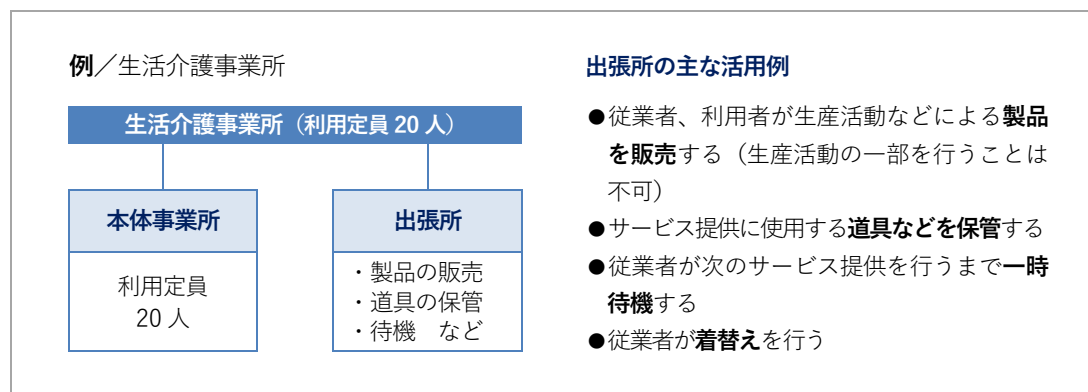 例／生活介護事業所
生活介護事業所（利用定員 20 人）
本体事業所
利用定員
20 人
出張所
・製品の販売
・道具の保管
・待機　など
出張所の主な活用例
●従業者、利用者が生産活動などによる製品
を販売する（生産活動の一部を行うことは
不可）
●サービス提供に使用する道具などを保管する
●従業者が次のサービス提供を行うまで一時
待機する
●従業者が着替えを行う